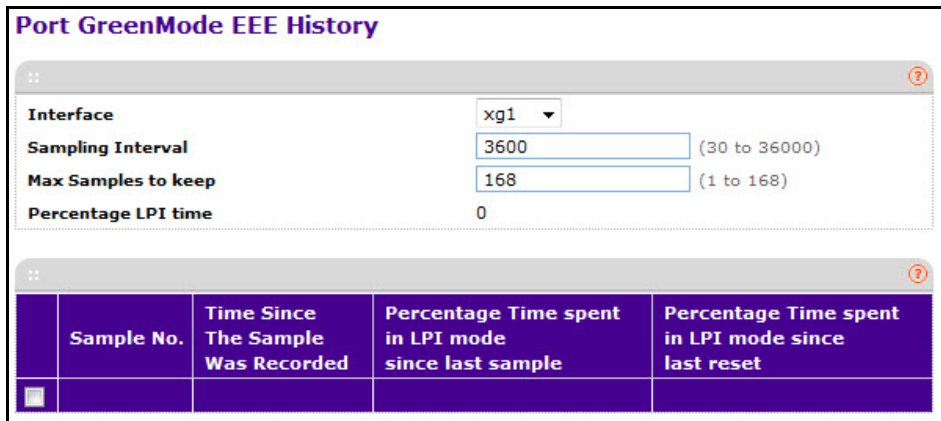 Port GreenMode EEE History
Interface xg1
Sampling Interval 3600 (30 to 36000)
Max Samples to keep 168 (1 to 168)
Percentage LPI time 0
Sample No.
Time Since
The Sample
Was Recorded
Percentage Time spent
in LPI mode
since last sample
Percentage Time spent
in LPI mode since
last reset